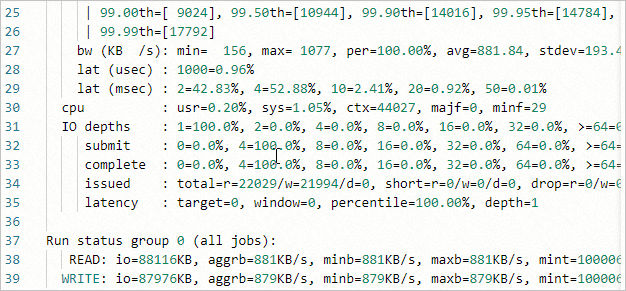 25 | 99.00th=[ 9024], 99.50th=[10944], 99.90th=[14016], 99.95th=[14784],
26 | 99.99th=[17792]
27 bw (KB /s): min= 156, max= 1077, per=100.00%, avg=881.84, stdev=193.4
28 lat (usec) : 1000=0.96%
29 lat (msec) : 2=42.83%, 4=52.88%, 10=2.41%, 20=0.92%, 50=0.01%
30 cpu : usr=0.20%, sys=1.05%, ctx=44027, majf=0, minf=29
31 IO depths : 1=100.0%, 2=0.0%, 4=0.0%, 8=0.0%, 16=0.0%, 32=0.0%, >=64=0
32 submit : 0=0.0%, 4=100.0%, 8=0.0%, 16=0.0%, 32=0.0%, 64=0.0%, >=64=
33 complete : 0=0.0%, 4=100.0%, 8=0.0%, 16=0.0%, 32=0.0%, 64=0.0%, >=64=
34 issued : total=r=22029/w=21994/d=0, short=r=0/w=0/d=0, drop=r=0/w=0
35 latency : target=0, window=0, percentile=100.00%, depth=1
36
37 Run status group 0 (all jobs):
38 READ: io=88116KB, aggrb=881KB/s, minb=881KB/s, maxb=881KB/s, mint=100006
39 WRITE: io=87976KB, aggrb=879KB/s, minb=879KB/s, maxb=879KB/s, mint=100006